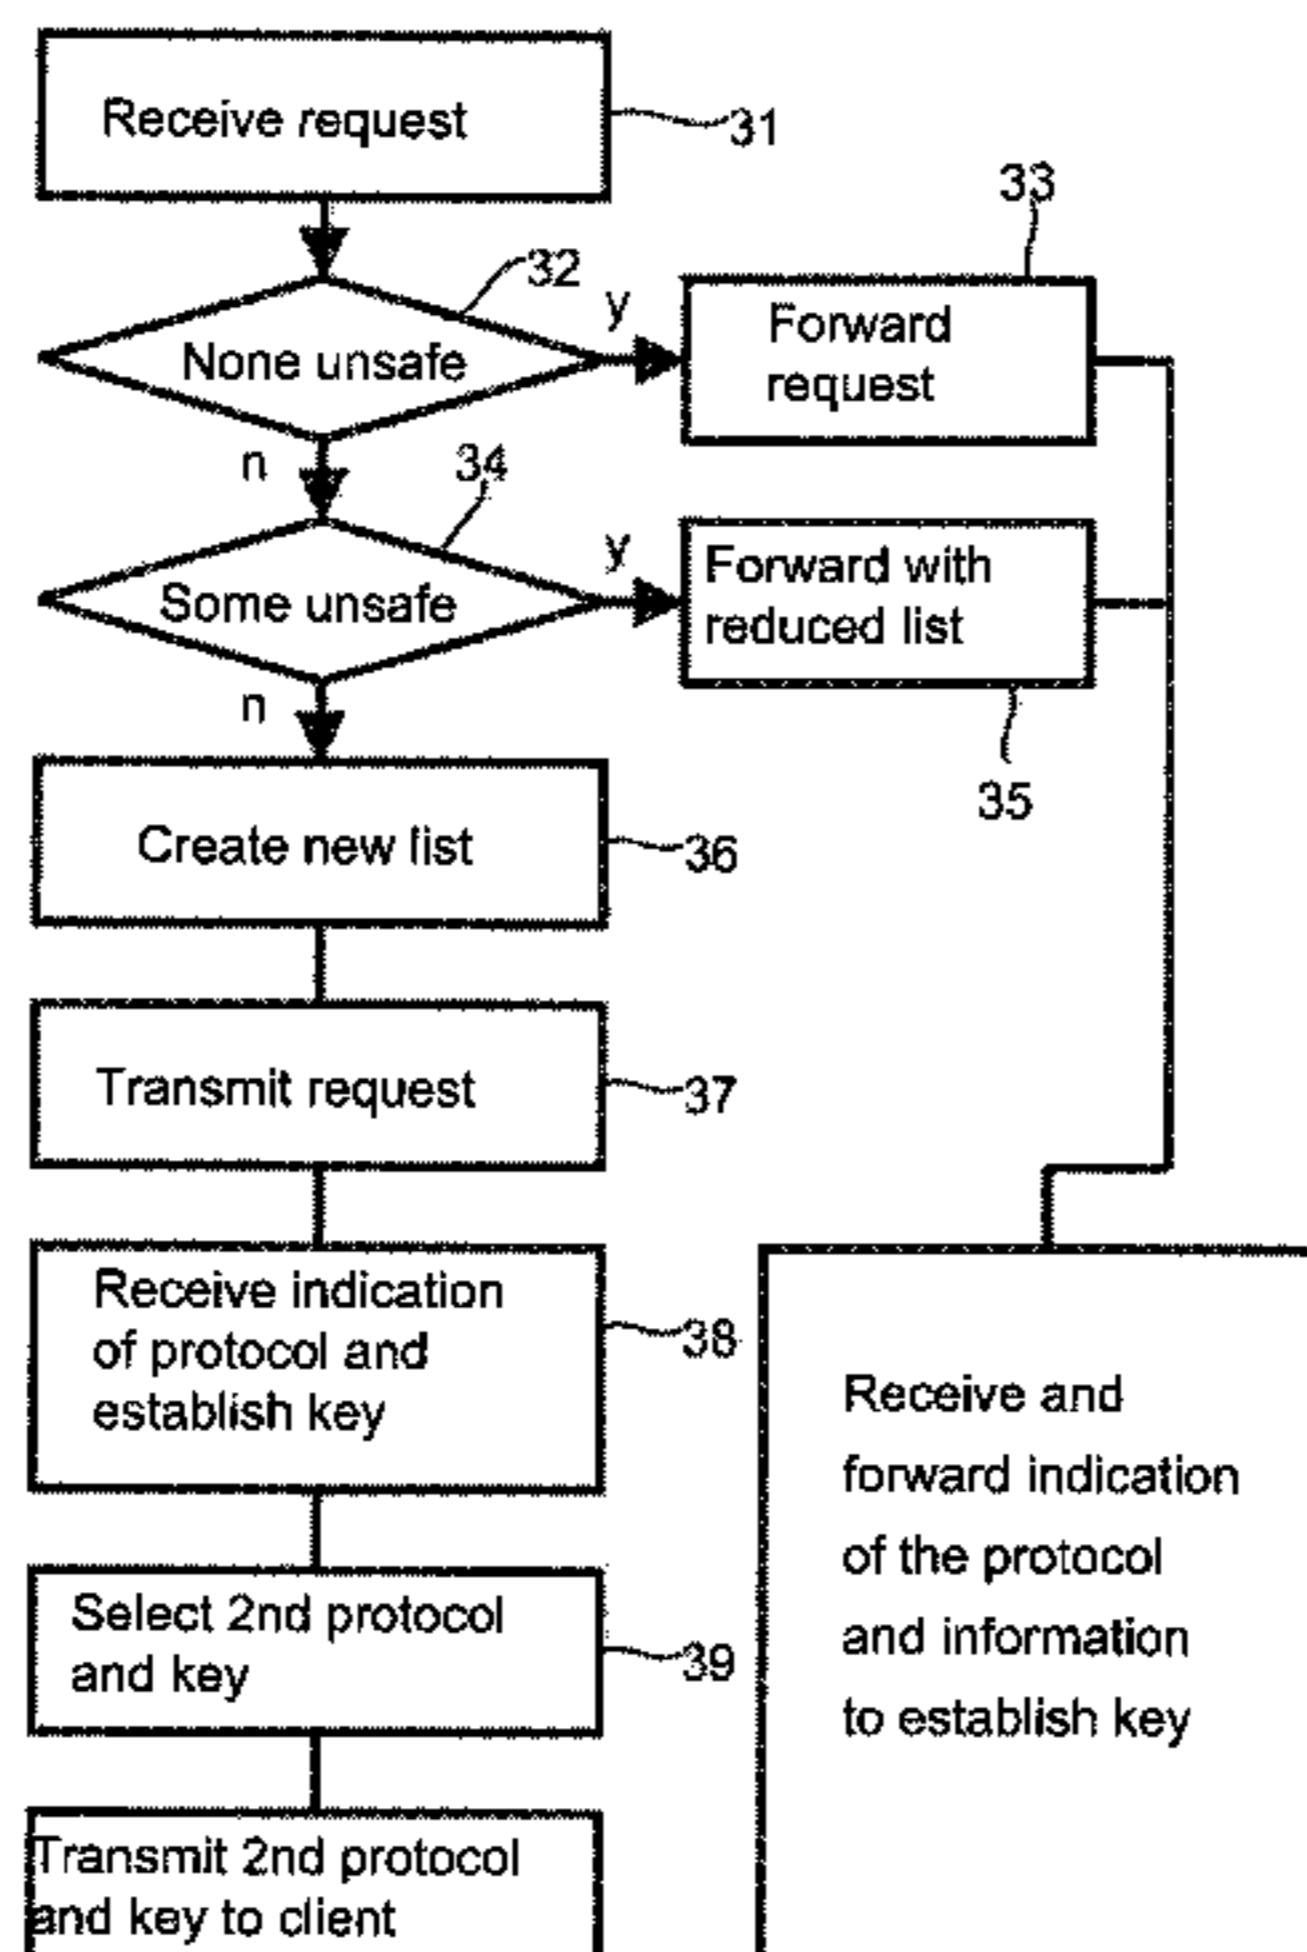 Receive request
31
33
32
y
None unsafe
Forward
request
n
34
y
Some unsafe
Forward with
reduced list
n
35
Create new list
36
Transmit request
37
Receive indication
of protocol and
establish key
38
Receive and
forward indication
of the protocol
and information
to establish key
Select 2nd protocol
and key
39
Transmit 2nd protocol
and key to client